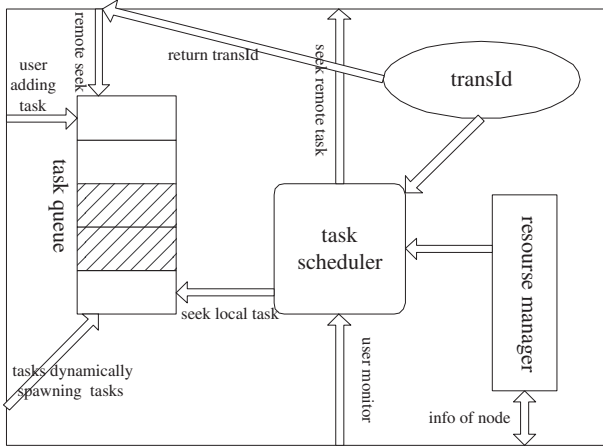 remote seek
return transId
seek remote task
transId
user
adding
task
task queue
task
scheduler
resourse manager
seek local task
user monitor
tasks dynamically
spawning tasks
info of node